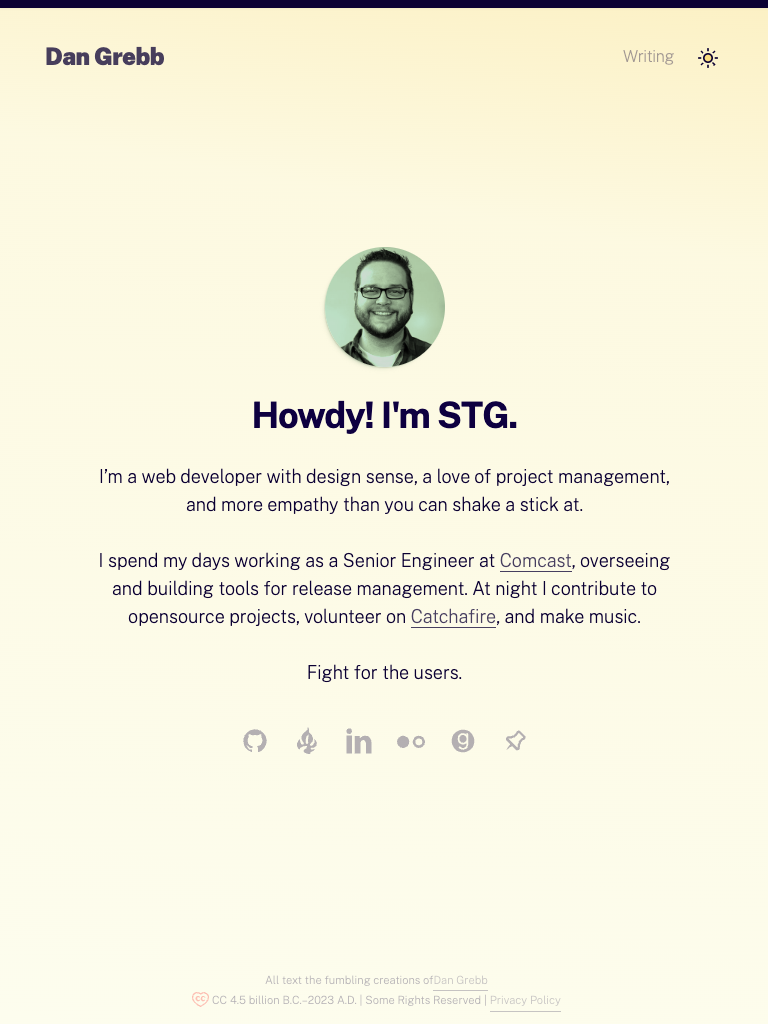 Dan Grebb
Writing
Howdy! I'm STG.
I’m a web developer with design sense, a love of project management,
and more empathy than you can shake a stick at.
I spend my days working as a Senior Engineer at Comcast, overseeing
and building tools for release management. At night I contribute to
opensource projects, volunteer on Catchafire, and make music.
Fight for the users.
in
g
All text the fumbling creations ofDan Grebb
cc CC 4.5 billion B.C.–2023 A.D. | Some Rights Reserved | Privacy Policy